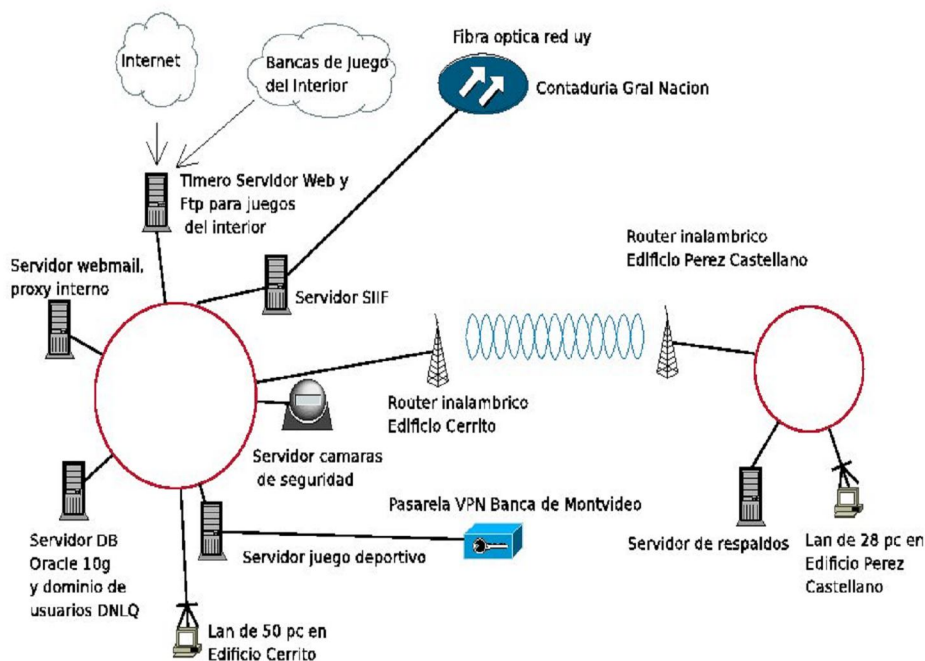 Internet
Bancas de Juego
del Interior
Fibra optica red uy
Contaduria Gral Nacion
Timero Servidor Web y
Ftp para juegos
del interior
Servidor webmail,
proxy interno
Servidor SIIF
Router inalambrico
Edificio Perez Castellano
Router inalambrico
Edificio Cerrito
Servidor camaras
de seguridad
Pasarela VPN Banca de Montvideo
Servidor DB
Oracle 10g
y dominio de
usuarios DNLQ
Servidor juego deportivo
Servidor de respaldos
Lan de 28 pc en
Edificio Perez
Castellano
Lan de 50 pc en
Edificio Cerrito